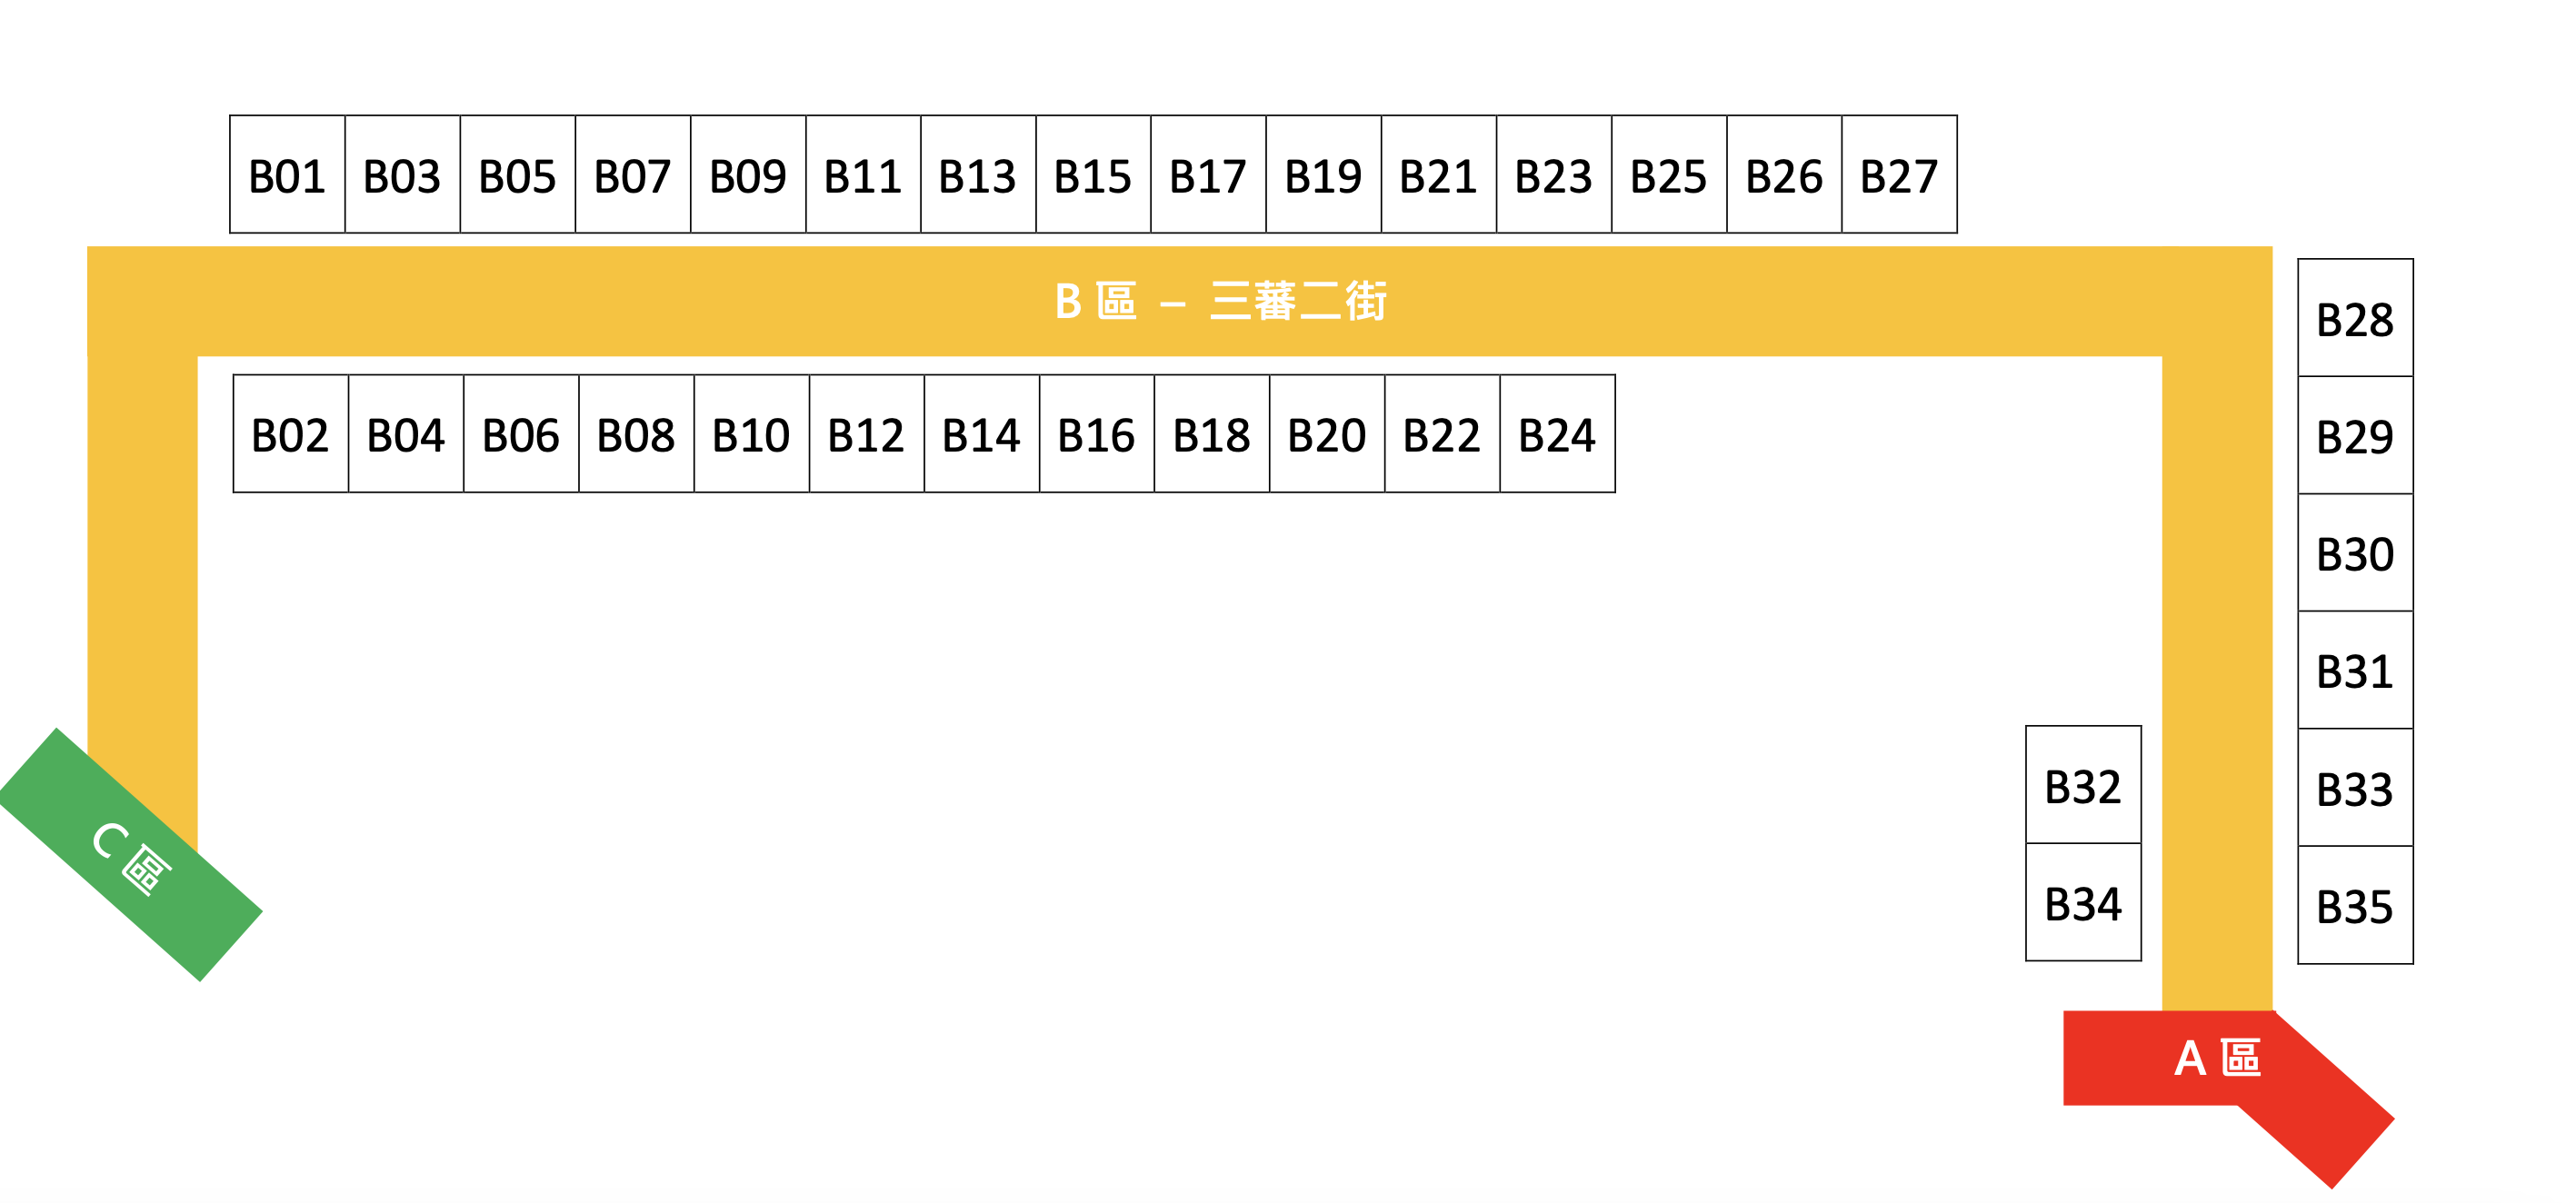 B01 B03 B05 B07 B09 B11 B13 B15 B17 B19 B21 B23 B25 B26 B27
B 區 – 三蕃二街
B02 B04 B06 B08 B10 B12 B14 B16 B18 B20 B22 B24
B28
B29
B30
B31
B33
B35
B32
B34
C 區
A 區